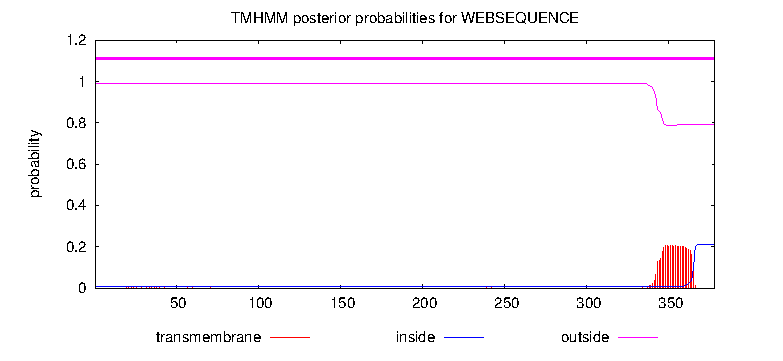 TMHMM posterior probabilities for WEBSEQUENCE
1.2
1
0.8
0.6
0.4
0.2
0
probability
50 100 150 200 250 300 350
transmembrane inside outside